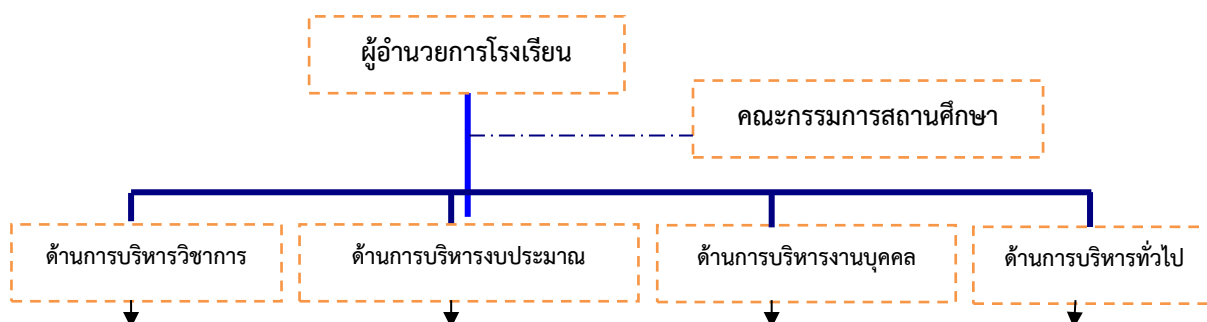 ผู้อำนวยการโรงเรียน
คณะกรรมการสถานศึกษา
ด้านการบริหารวิชาการ
ด้านการบริหารงบประมาณ
ด้านการบริหารงานบุคคล
ด้านการบริหารทั่วไป